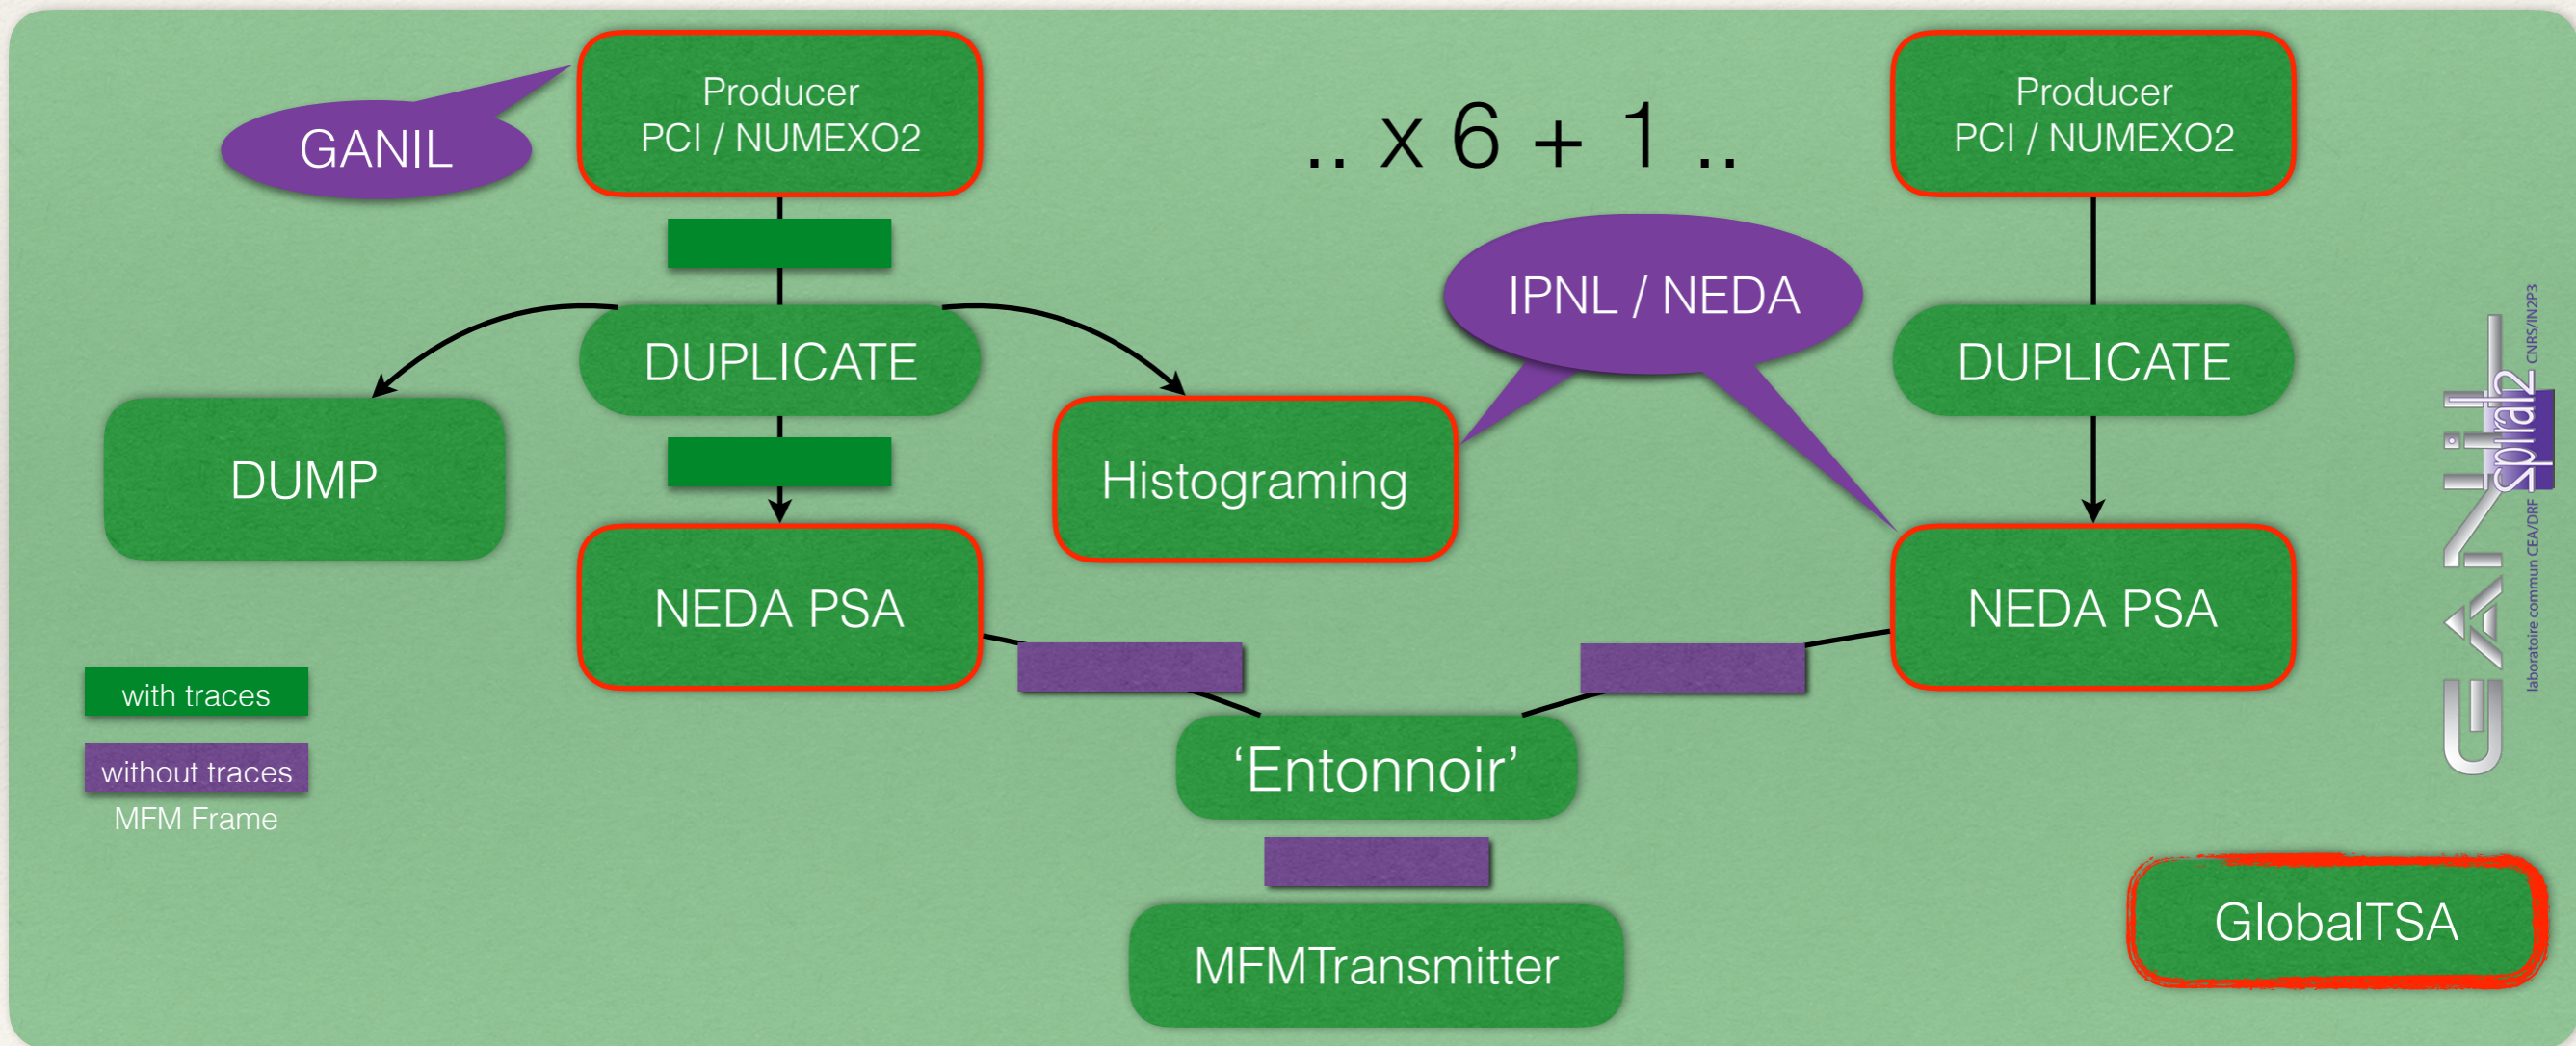 Producer
PCI / NUMEXO2
Producer
PCI / NUMEXO2
GANIL
.. x 6 + 1 ..
IPNL / NEDA
DUPLICATE
DUPLICATE
DUMP
Histograming
NEDA PSA
NEDA PSA
with traces
without traces
MFM Frame
‘Entonnoir’
MFMTransmitter
GlobalTSA
GANIL
spiral2
laboratoire commun CEA/DRF
CNRS/IN2P3